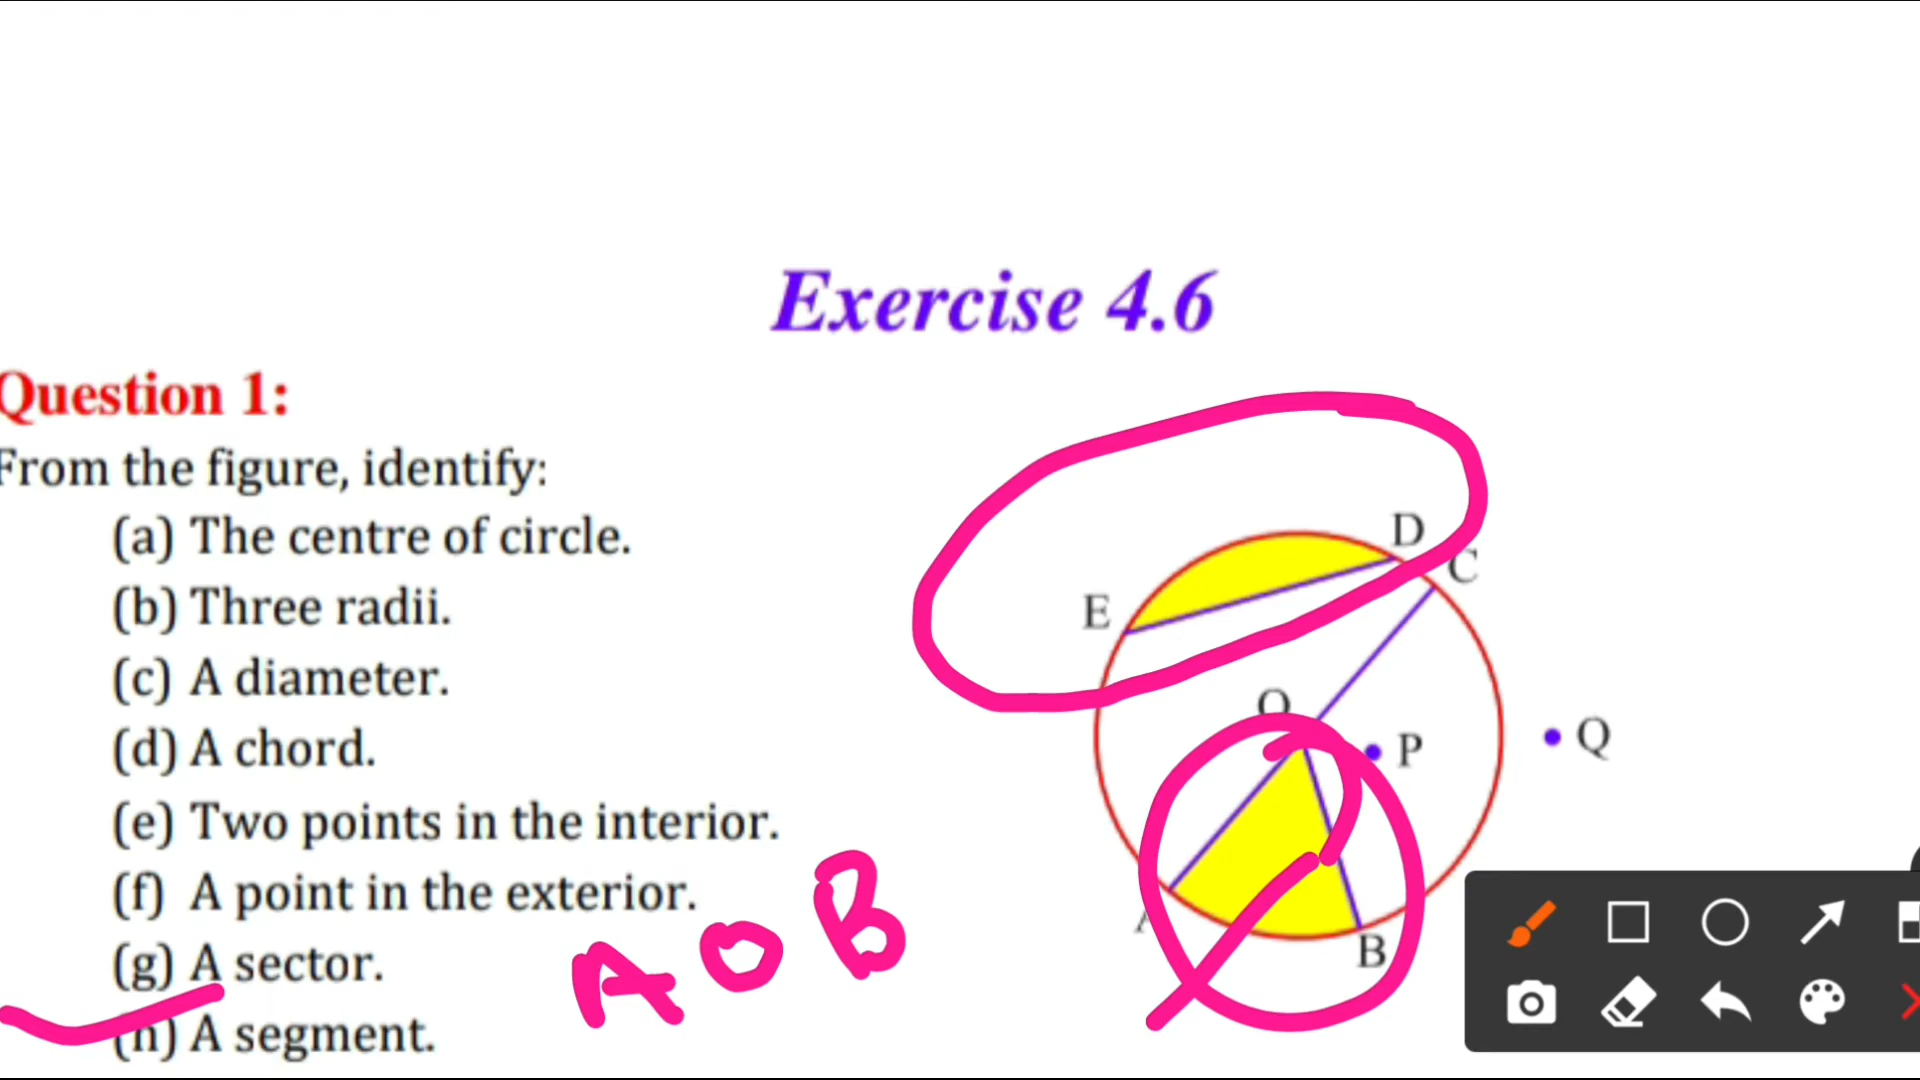 Exercise 4.6
Question 1:
From the figure, identify:
(a) The centre of circle.
(b) Three radii.
(c) A diameter.
(d) A chord.
(e) Two points in the interior.
(f) A point in the exterior.
(g) A sector.
(h) A segment.
A O B
D
C
E
O
P
Q
A
B